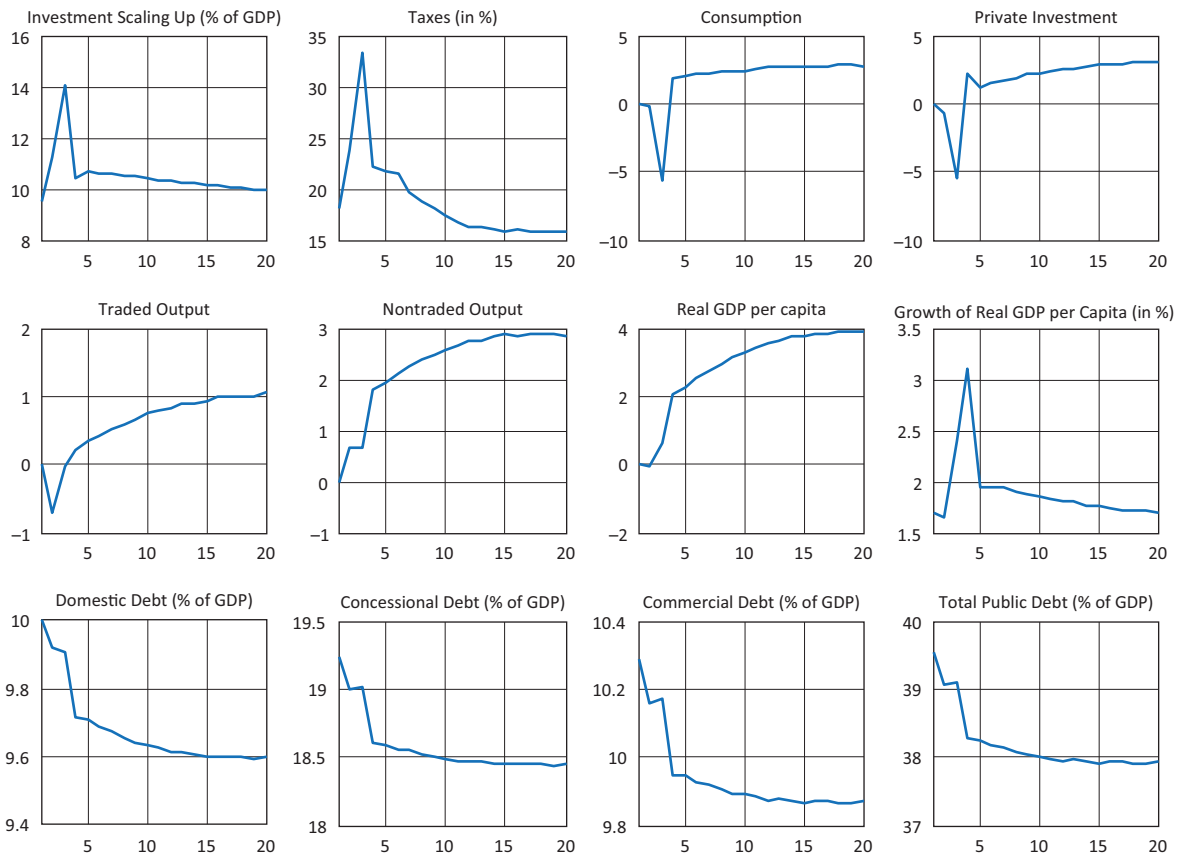 Investment Scaling Up (% of GDP)
16
14
12
10
8
5 10 15 20
Taxes (in %)
35
30
25
20
15
5 10 15 20
Consumption
5
0
–5
–10
5 10 15 20
Private Investment
5
0
–5
–10
5 10 15 20
Traded Output
2
1
0
–1
5 10 15 20
Nontraded Output
3
2
1
0
–1
5 10 15 20
Real GDP per capita
4
2
0
–2
5 10 15 20
Growth of Real GDP per Capita (in %)
3.5
3
2.5
2
1.5
5 10 15 20
Domestic Debt (% of GDP)
10
9.8
9.6
9.4
5 10 15 20
Concessional Debt (% of GDP)
19.5
19
18.5
18
5 10 15 20
Commercial Debt (% of GDP)
10.4
10.2
10
9.8
5 10 15 20
Total Public Debt (% of GDP)
40
39
38
37
5 10 15 20